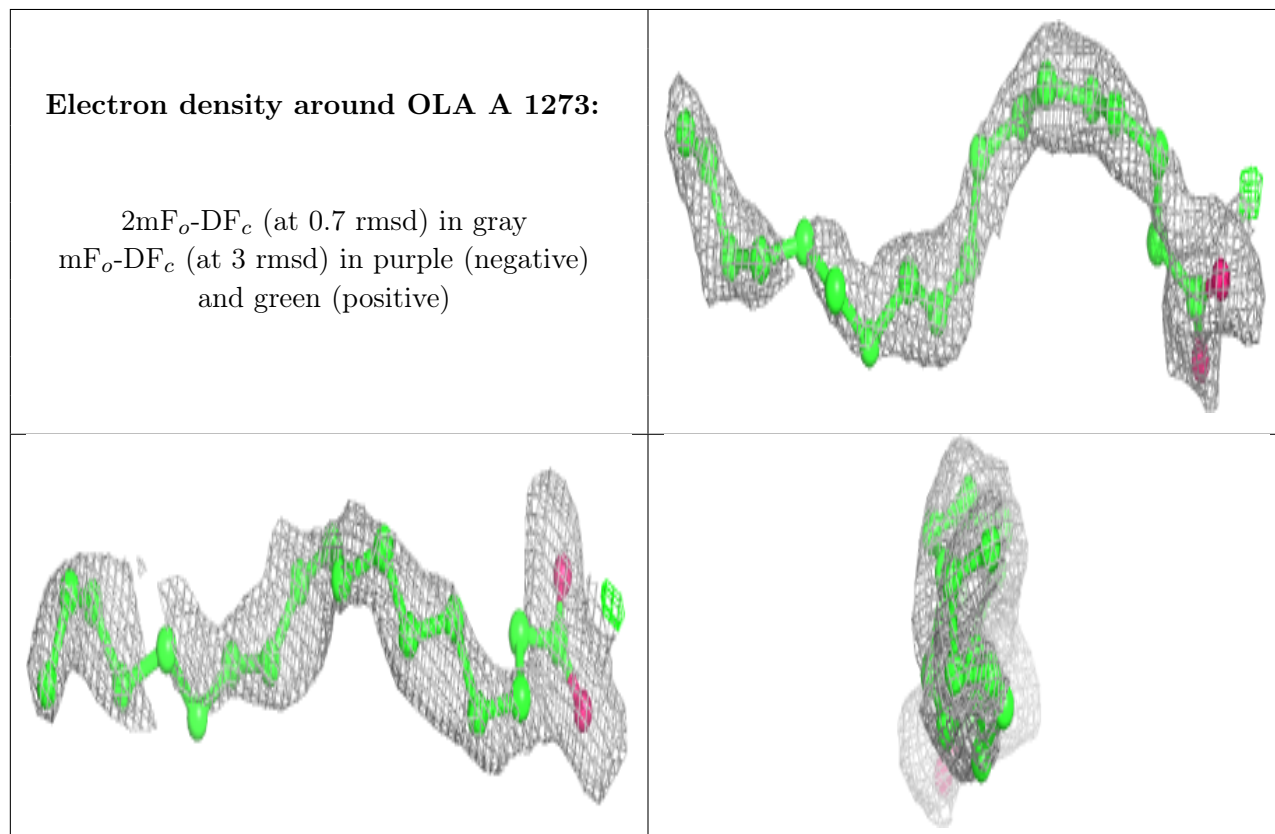 Electron density around OLA A 1273:
2mFo-DFc (at 0.7 rmsd) in gray
mFo-DFc (at 3 rmsd) in purple (negative)
and green (positive)